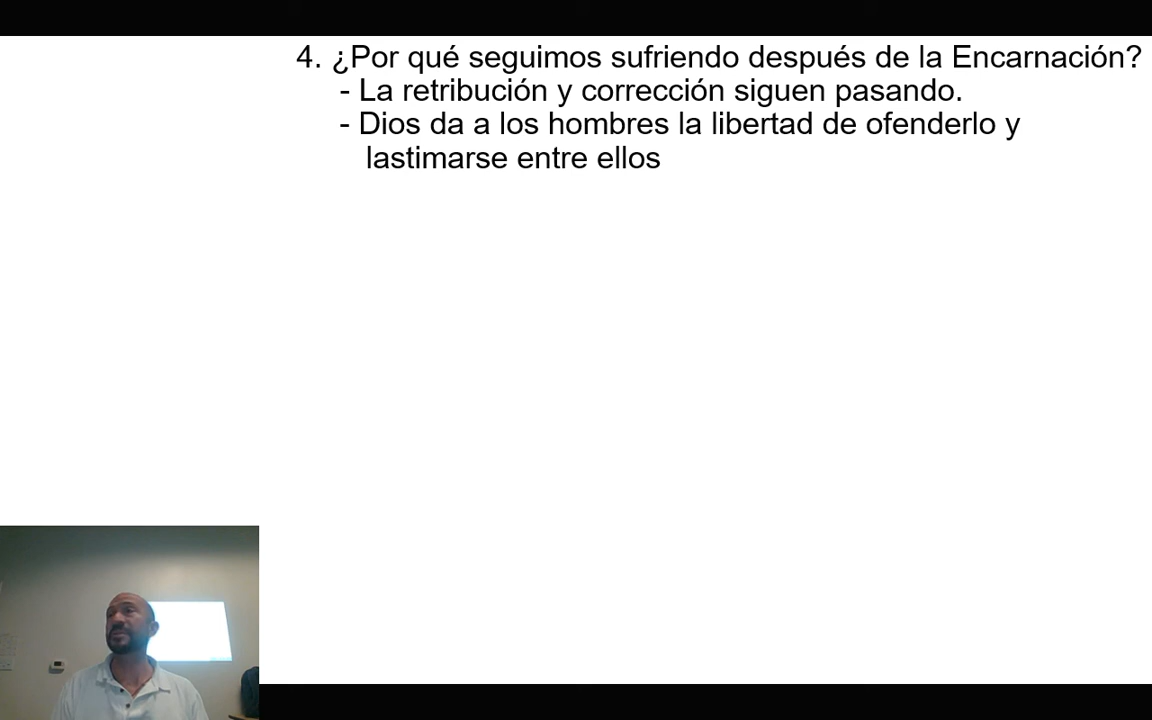 4. ¿Por qué seguimos sufriendo después de la Encarnación?
- La retribución y corrección siguen pasando.
- Dios da a los hombres la libertad de ofenderlo y
lastimarse entre ellos